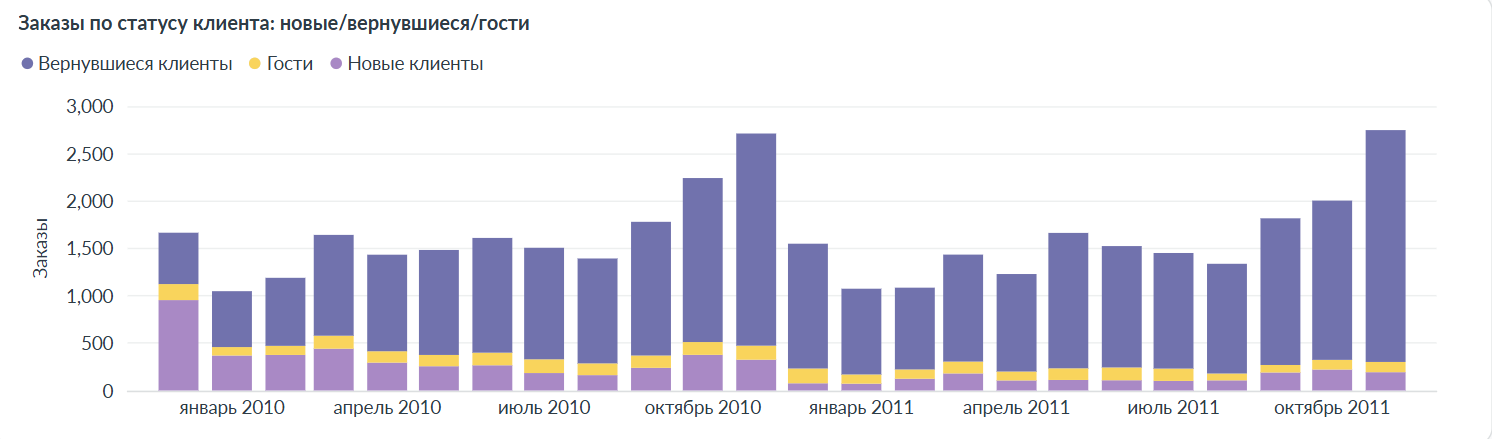 Заказы по статусу клиента: новые/вернувшиеся/гости
Вернувшиеся клиенты Гости Новые клиенты
3,000
2,500
2,000
1,500
1,000
500
0
Заказы
январь 2010 апрель 2010 июль 2010 октябрь 2010 январь 2011 апрель 2011 июль 2011 октябрь 2011